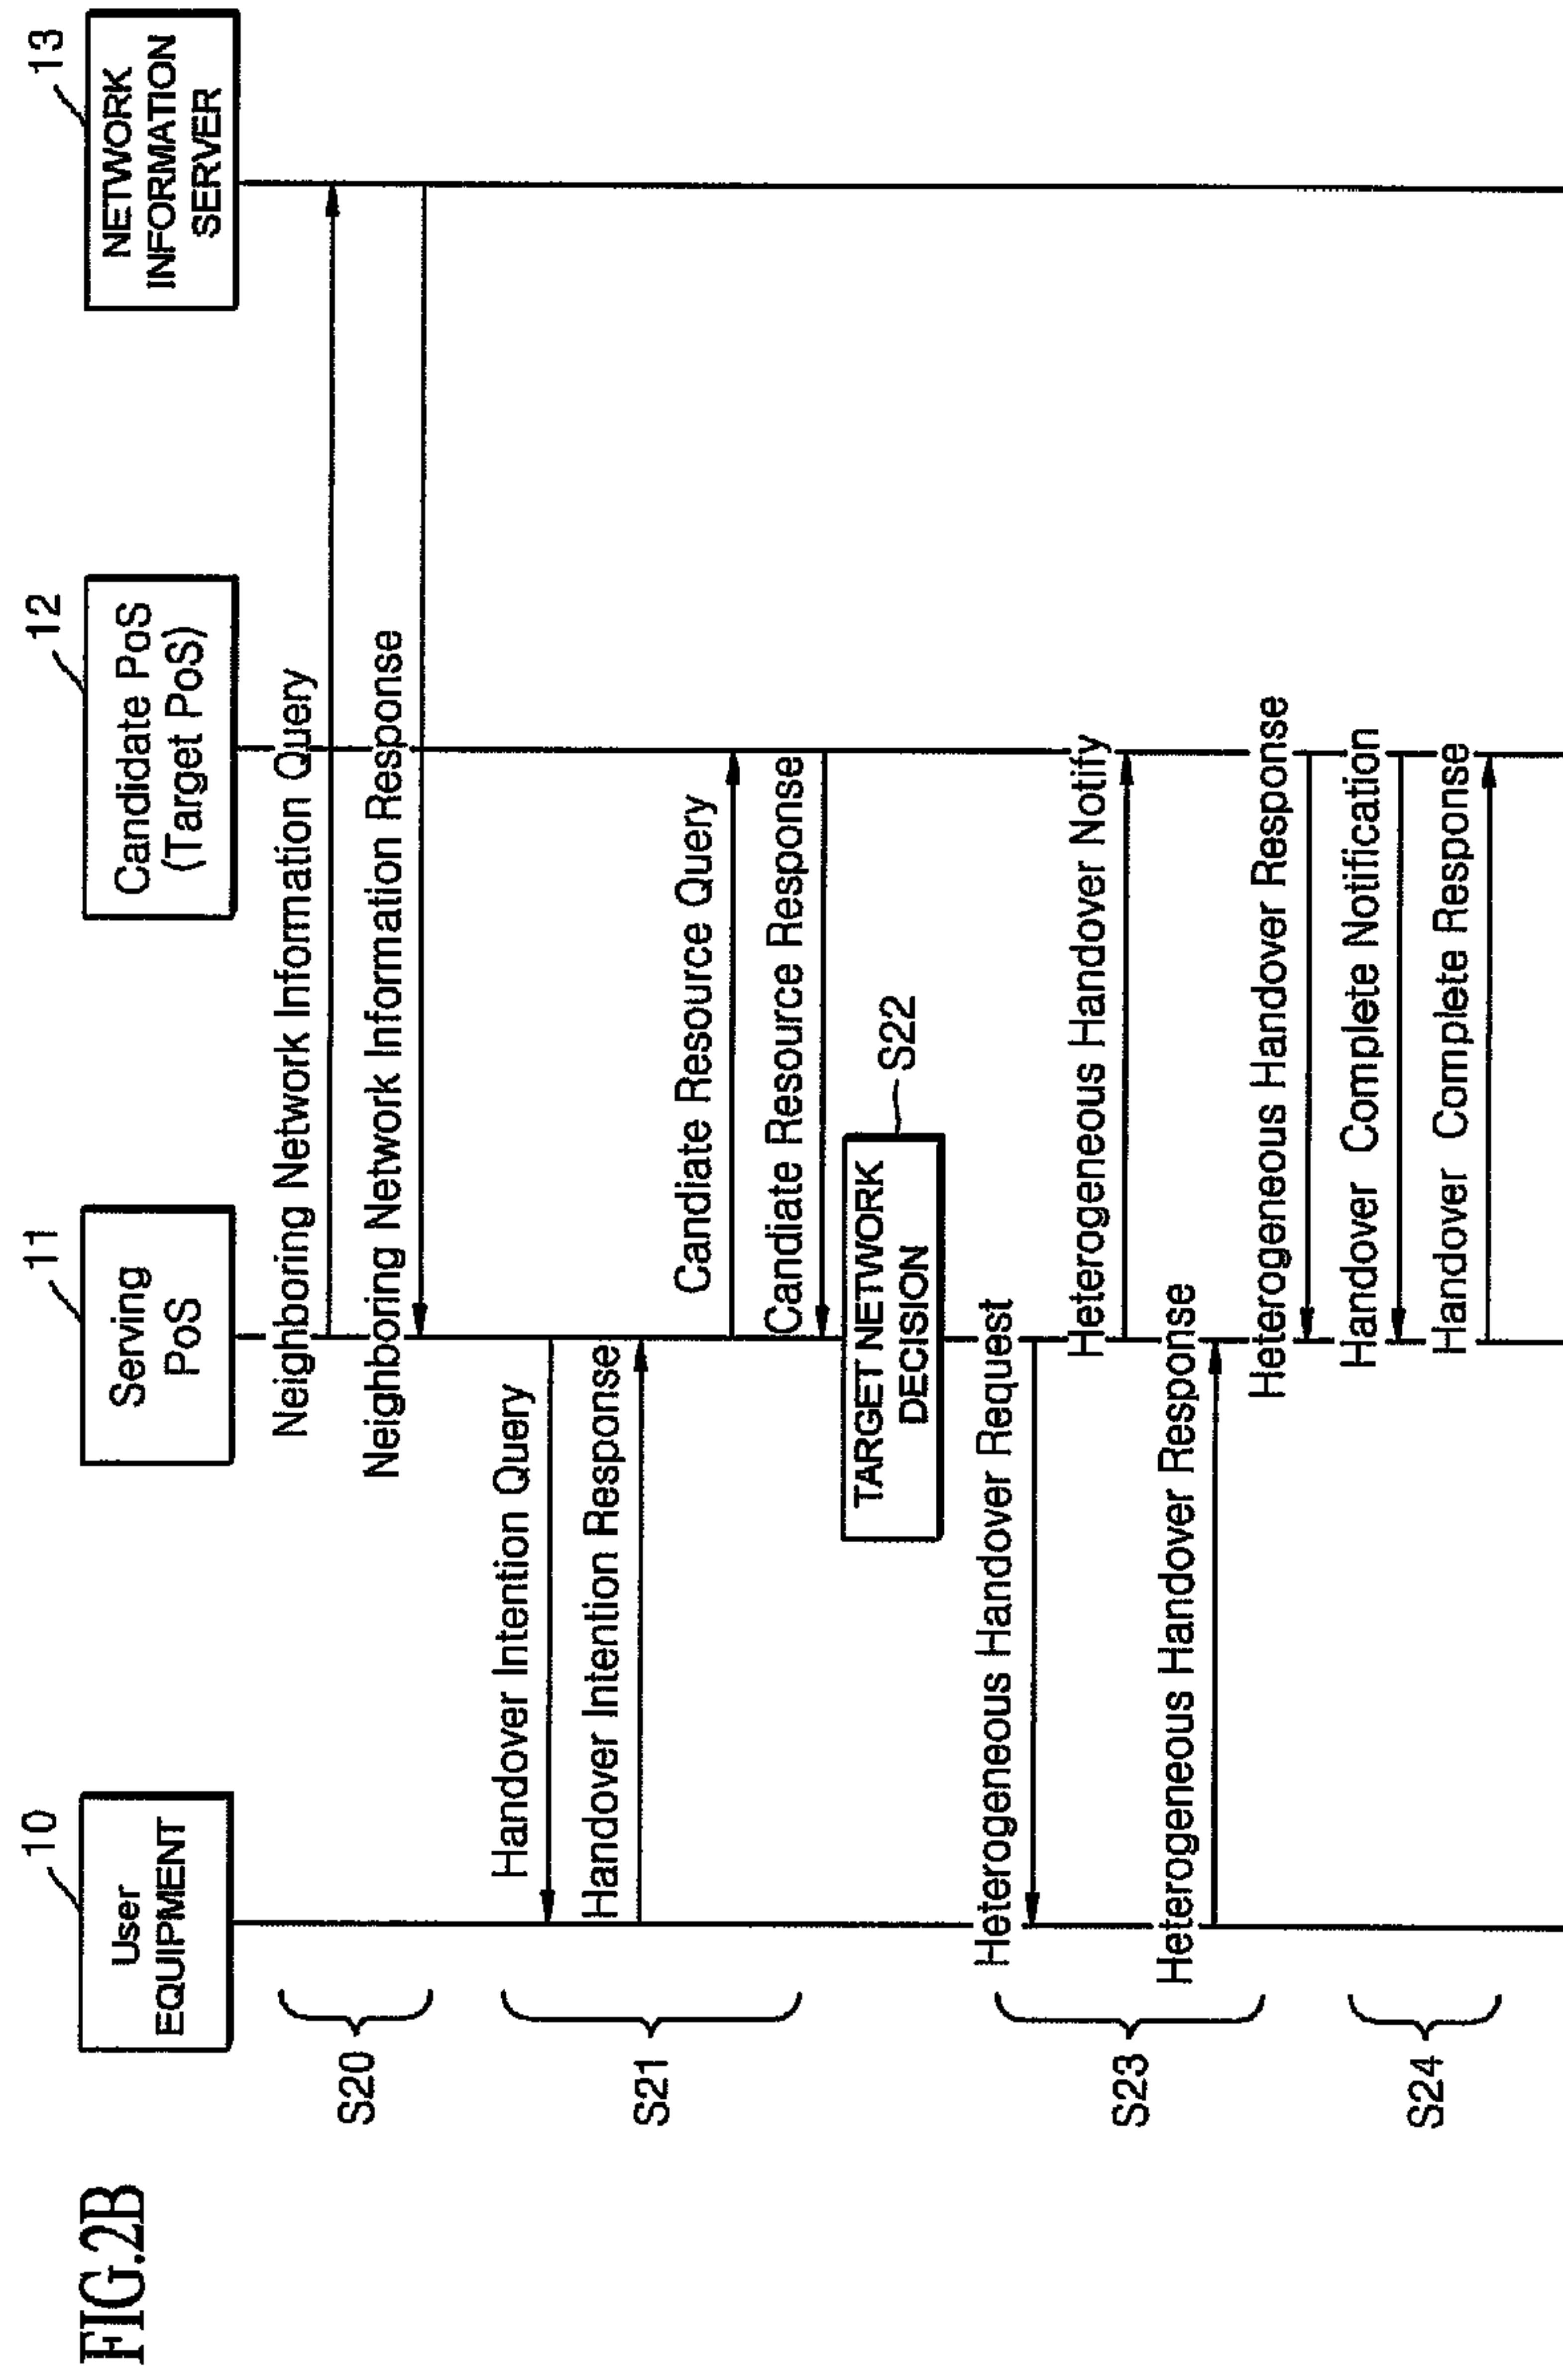 FIG.2B
10
User
EQUIPMENT
11
Serving
PoS
12
Candidate PoS
(Target PoS)
13
NETWORK
INFORMATION
SERVER
S20
Neighboring Network Information Query
Neighboring Network Information Response
S21
Handover Intention Query
Handover Intention Response
Candiate Resource Query
Candiate Resource Response
TARGET NETWORK
DECISION
S22
S23
Heterogeneous Handover Request
Heterogeneous Handover Notify
Heterogeneous Handover Response
Heterogeneous Handover Response
S24
Handover Complete Notification
Handover Complete Response